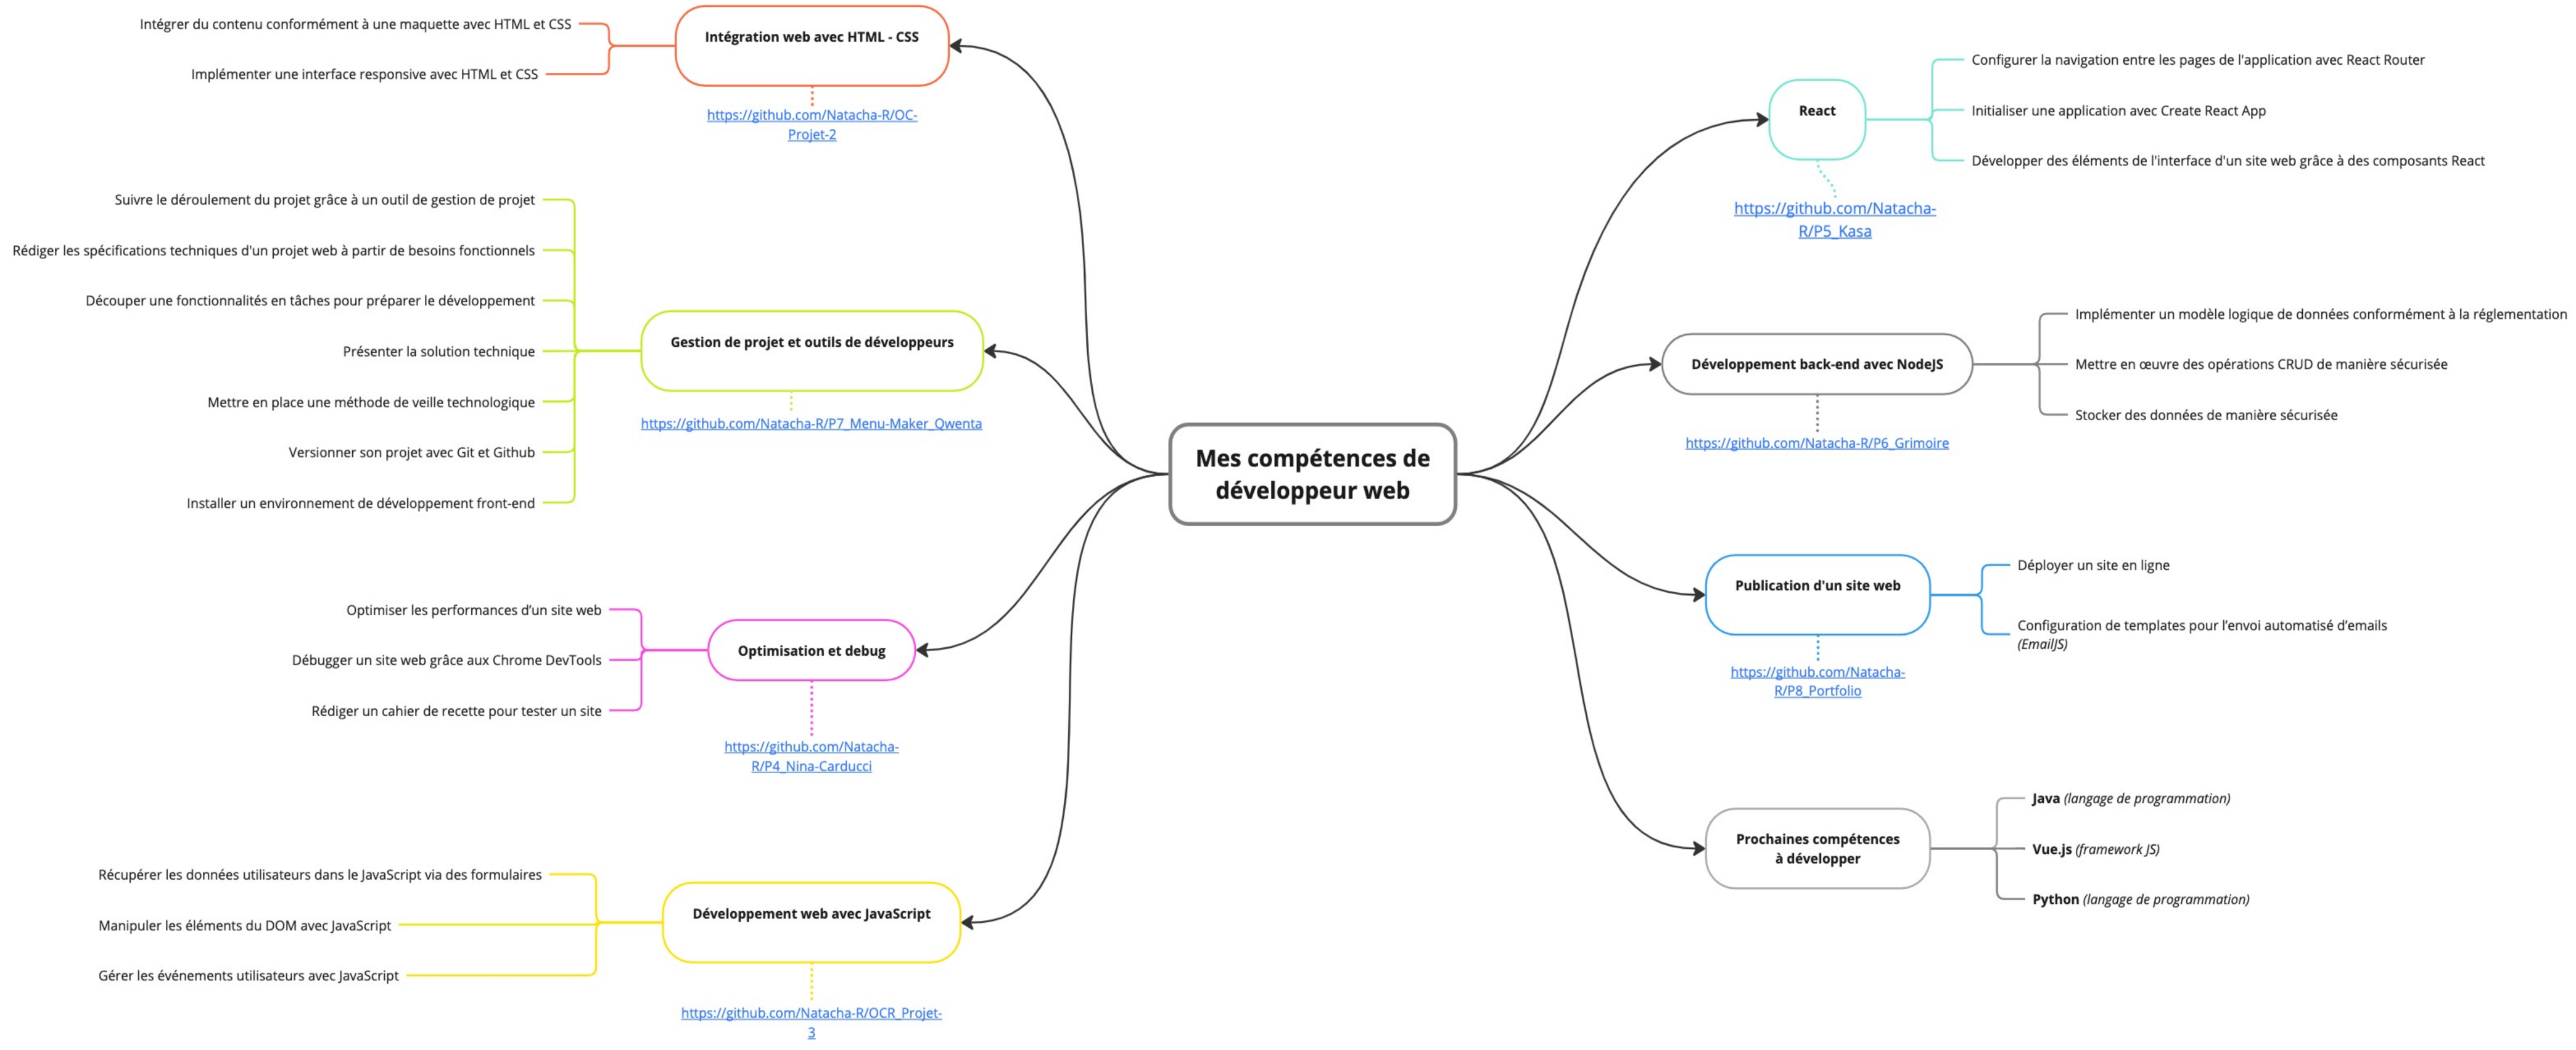 Intégrer du contenu conformément à une maquette avec HTML et CSS
Implémenter une interface responsive avec HTML et CSS
Intégration web avec HTML - CSS
https://github.com/Natacha-R/OC-
Projet-2
Suivre le déroulement du projet grâce à un outil de gestion de projet
Rédiger les spécifications techniques d'un projet web à partir de besoins fonctionnels
Découper une fonctionnalités en tâches pour préparer le développement
Présenter la solution technique
Mettre en place une méthode de veille technologique
Versionner son projet avec Git et Github
Installer un environnement de développement front-end
Gestion de projet et outils de développeurs
https://github.com/Natacha-R/P7_Menu-Maker_Qwenta
Optimiser les performances d’un site web
Débugger un site web grâce aux Chrome DevTools
Rédiger un cahier de recette pour tester un site
Optimisation et debug
https://github.com/Natacha-
R/P4_Nina-Carducci
Récupérer les données utilisateurs dans le JavaScript via des formulaires
Manipuler les éléments du DOM avec JavaScript
Gérer les événements utilisateurs avec JavaScript
Développement web avec JavaScript
https://github.com/Natacha-R/OCR_Projet-
3
Mes compétences de
développeur web
React
https://github.com/Natacha-
R/P5_Kasa
Configurer la navigation entre les pages de l'application avec React Router
Initialiser une application avec Create React App
Développer des éléments de l'interface d'un site web grâce à des composants React
Développement back-end avec NodeJS
https://github.com/Natacha-R/P6_Grimoire
Implémenter un modèle logique de données conformément à la réglementation
Mettre en œuvre des opérations CRUD de manière sécurisée
Stocker des données de manière sécurisée
Publication d'un site web
https://github.com/Natacha-
R/P8_Portfolio
Déployer un site en ligne
Configuration de templates pour l’envoi automatisé d’emails
(EmailJS)
Prochaines compétences
à développer
Java (langage de programmation)
Vue.js (framework JS)
Python (langage de programmation)